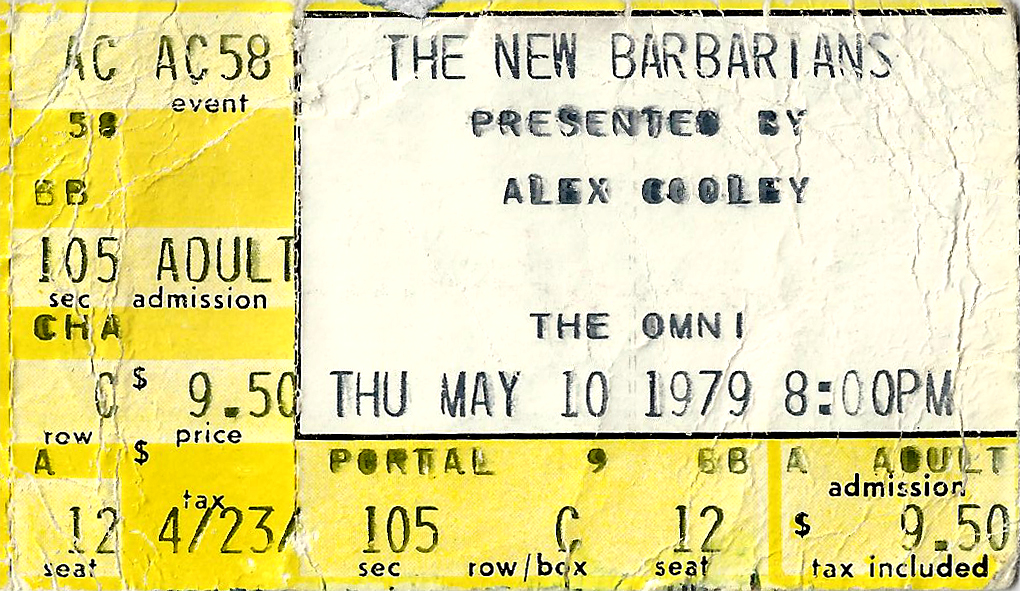 AC AC58
event
58
BB
105 ADULT
sec admission
CHA
C $ 9.50
row price
A $
tax
12 4/23/
seat
THE NEW BARBARIANS
PRESENTED BY
ALEX COOLEY
THE OMNI
THU MAY 10 1979 8:00PM
PORTAL 9 BB A ADULT
admission
105 C 12 $ 9.50
sec row/box seat tax included